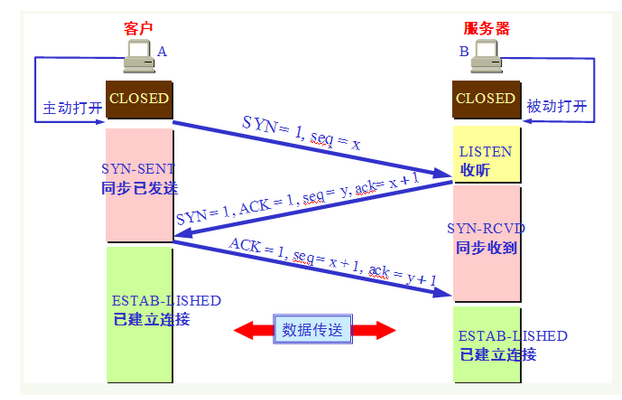 客户
服务器
A
B
CLOSED
CLOSED
主动打开
被动打开
SYN = 1, seq = x
LISTEN
收听
SYN-SENT
同步已发送
SYN = 1, ACK = 1, seq = y, ack= x + 1
SYN-RCVD
同步收到
ACK = 1, seq = x + 1, ack = y + 1
ESTAB-LISHED
已建立连接
数据传送
ESTAB-LISHED
已建立连接